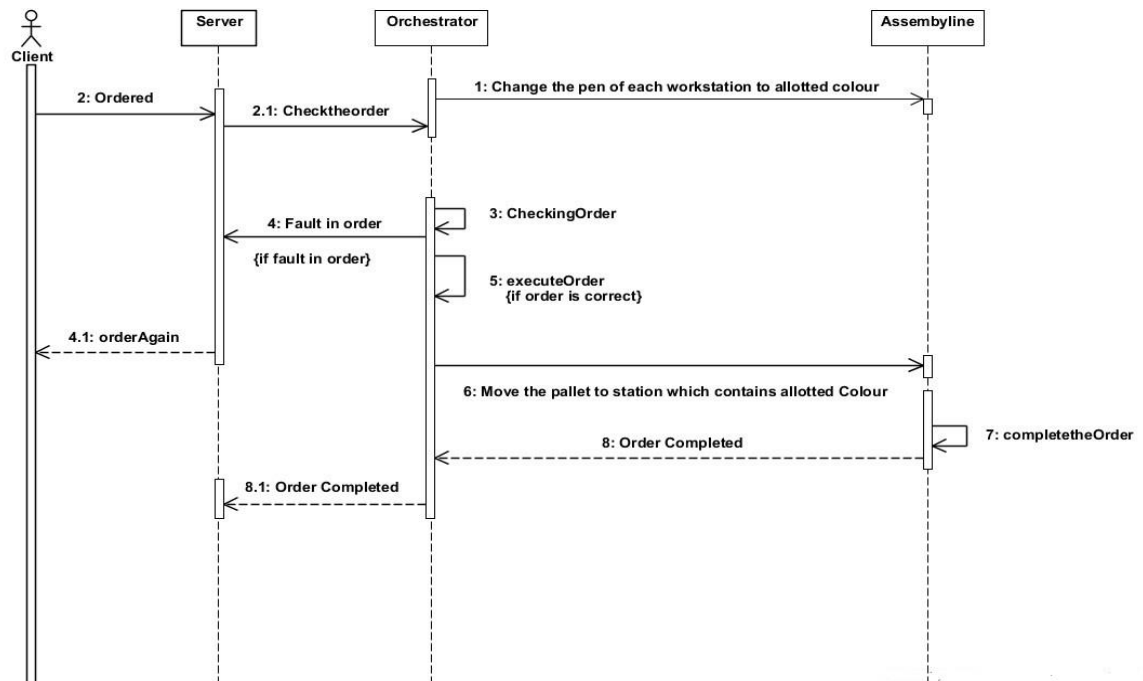 Server
Orchestrator
Assembyline
Client
1: Change the pen of each workstation to allotted colour
2: Ordered
2.1: Checktheorder
3: CheckingOrder
4: Fault in order
{if fault in order}
5: executeOrder
{if order is correct}
4.1: orderAgain
6: Move the pallet to station which contains allotted Colour
7: completetheOrder
8: Order Completed
8.1: Order Completed